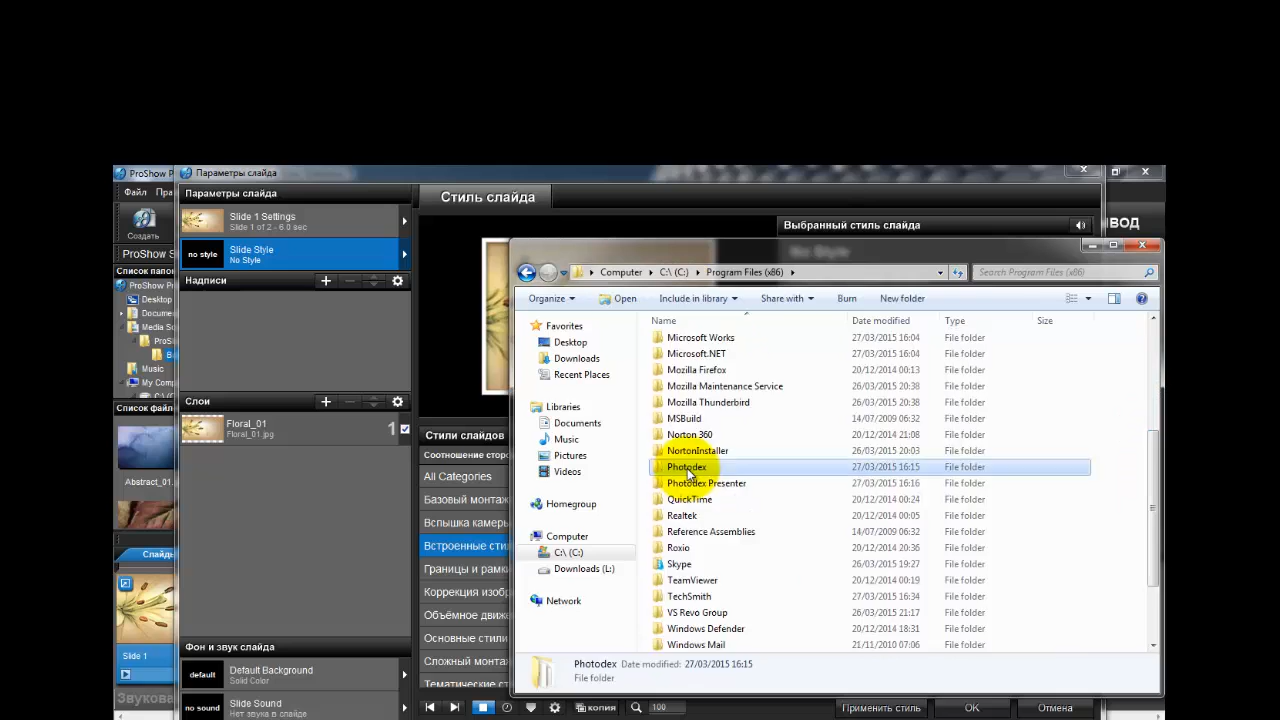 ProShow P
Параметры слайда
Файл Пра
Параметры слайда
Стиль слайда
Создать
Slide 1 Settings
Slide 1 of 2 - 6.0 sec
Выбранный стиль слайда
ВОД
ProShow S
no style
Slide Style
No Style
No Style
Список папо
Надписи
ProShow Pr
Desktop
Docume
Media So
ProS
B
Music
My Comp
C:\ (C
Computer C:\ (C:) Program Files (x86)
Search Program Files (x86)
Organize Open Include in library Share with Burn New folder
Name Date modified Type Size
Favorites
Desktop
Downloads
Recent Places
Libraries
Documents
Music
Pictures
Videos
Homegroup
Computer
C:\ (C:)
Downloads (L:)
Network
Microsoft Works 27/03/2015 16:04 File folder
Microsoft.NET 27/03/2015 16:04 File folder
Mozilla Firefox 20/12/2014 00:13 File folder
Mozilla Maintenance Service 26/03/2015 20:38 File folder
Mozilla Thunderbird 26/03/2015 20:38 File folder
MSBuild 14/07/2009 06:32 File folder
Norton 360 20/12/2014 21:08 File folder
NortonInstaller 26/03/2015 20:03 File folder
Photodex 27/03/2015 16:15 File folder
Photodex Presenter 27/03/2015 16:16 File folder
QuickTime 20/12/2014 00:24 File folder
Realtek 20/12/2014 00:04 File folder
Reference Assemblies 14/07/2009 06:32 File folder
Roxio 20/12/2014 20:36 File folder
Skype 26/03/2015 19:27 File folder
TeamViewer 20/12/2014 00:19 File folder
TechSmith 27/03/2015 16:34 File folder
VS Revo Group 26/03/2015 21:17 File folder
Windows Defender 20/12/2014 18:31 File folder
Windows Mail 21/11/2010 07:06 File folder
Photodex Date modified: 27/03/2015 16:15
File folder
Слои
Floral_01
Floral_01.jpg
1
Список файл
Abstract_01.
Слайды
Slide 1
Звукова
Стили слайдов
Соотношение сторо
All Categories
Базовый монтаж
Вспышка камеры
Встроенные сти
Границы и рамки
Коррекция изобр
Объёмное движе
Основные стили
Сложный монтаж
Тематические ст
Фон и звук слайда
default
Default Background
Solid Color
no sound
Slide Sound
Нет звука в слайде
копия 100 Применить стиль OK Отмена